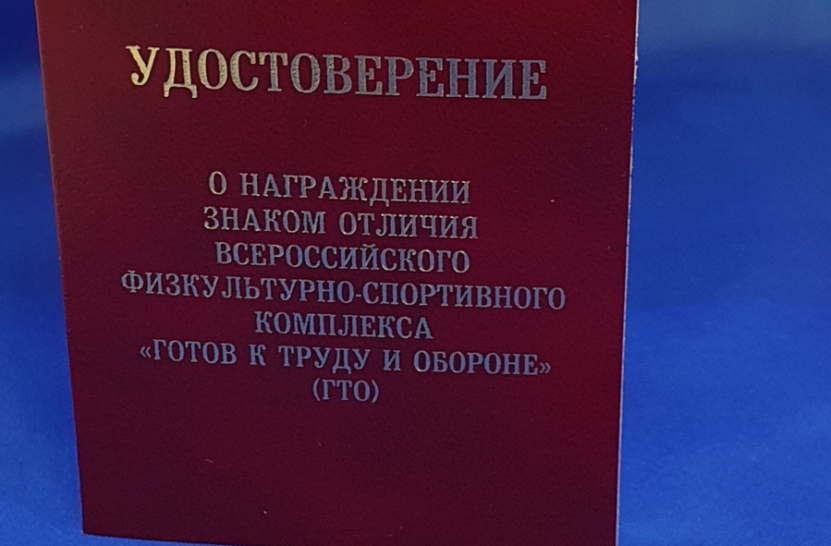 УДОСТОВЕРЕНИЕ
О НАГРАЖДЕНИИ
ЗНАКОМ ОТЛИЧИЯ
ВСЕРОССИЙСКОГО
ФИЗКУЛЬТУРНО-СПОРТИВНОГО
КОМПЛЕКСА
«ГОТОВ К ТРУДУ И ОБОРОНЕ»
(ГТО)